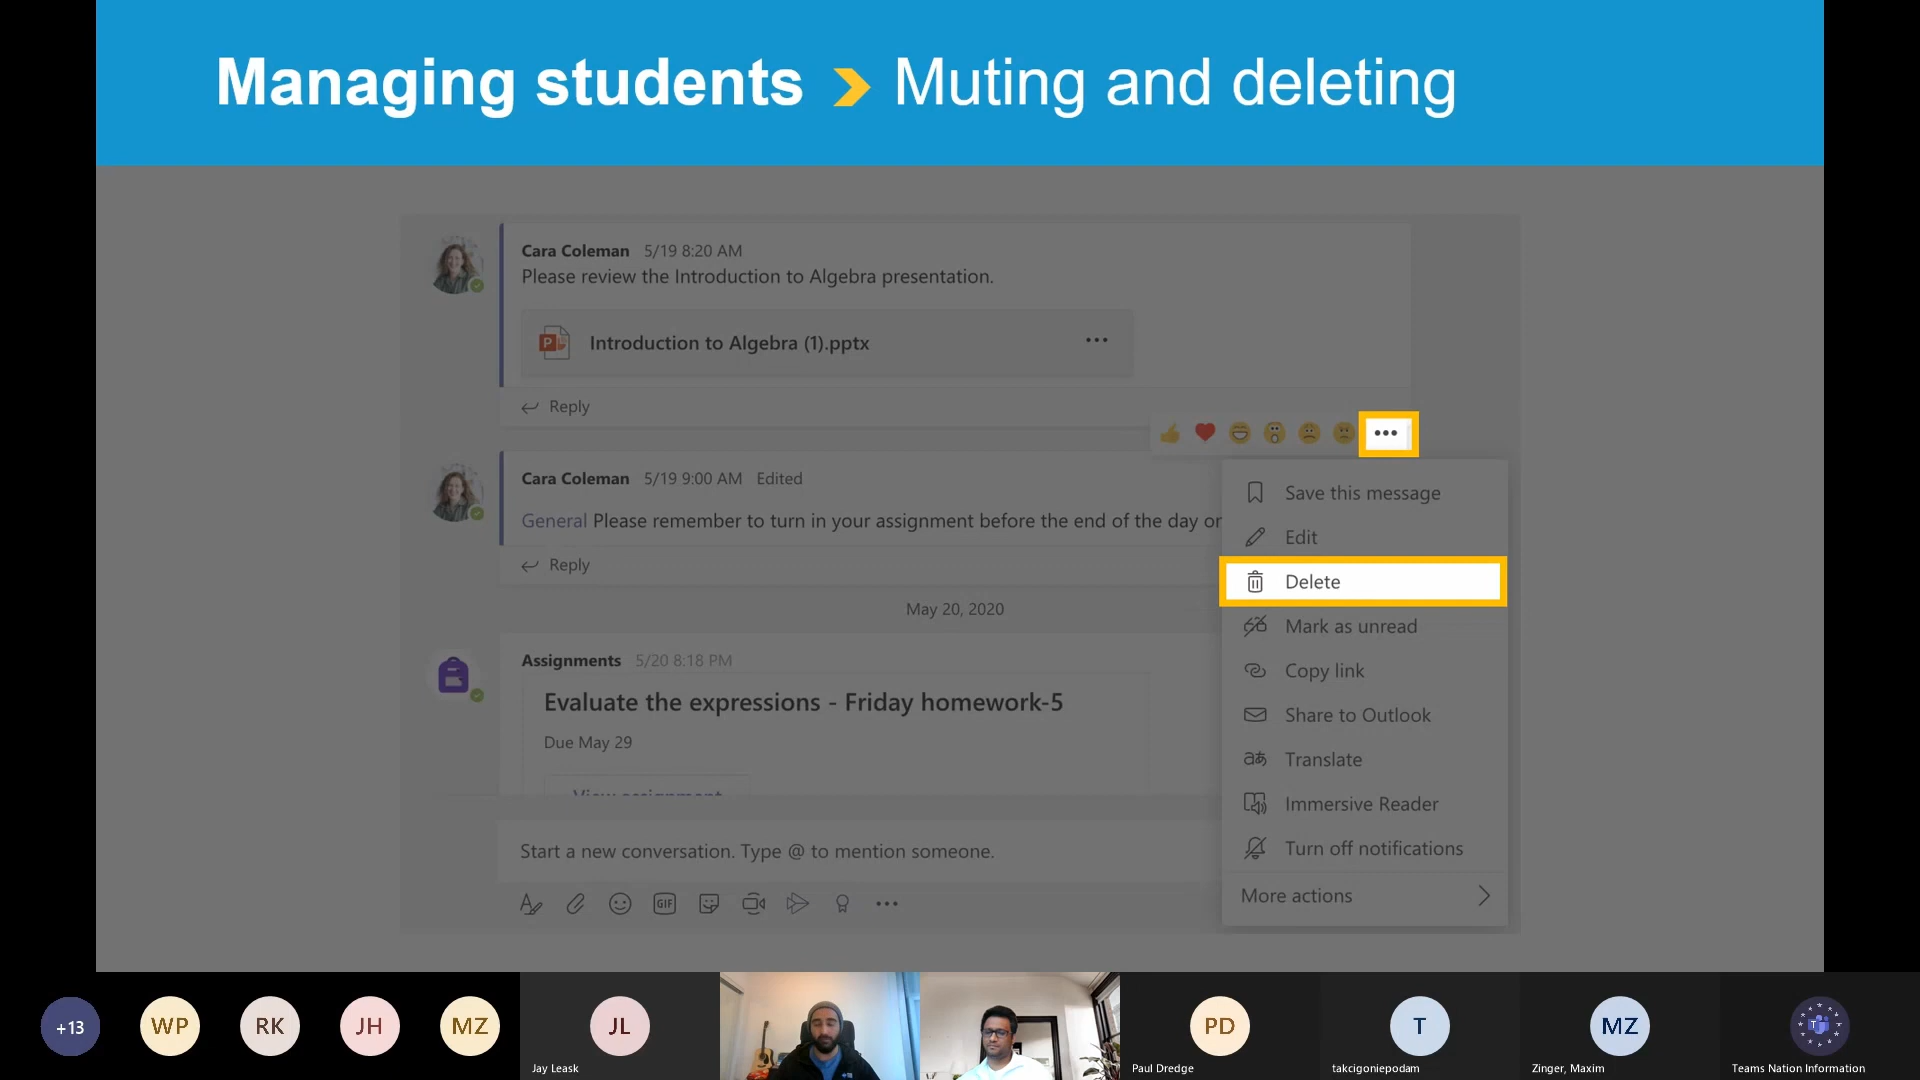 Managing students Muting and deleting
Cara Coleman 5/19 8:20 AM
Please review the Introduction to Algebra presentation.
Introduction to Algebra (1).pptx
Reply
Cara Coleman 5/19 9:00 AM Edited
General Please remember to turn in your assignment before the end of the day on
Reply
May 20, 2020
Assignments 5/20 8:18 PM
Evaluate the expressions - Friday homework-5
Due May 29
View assignment
Start a new conversation. Type @ to mention someone.
GIF
Save this message
Edit
Delete
Mark as unread
Copy link
Share to Outlook
Translate
Immersive Reader
Turn off notifications
More actions
+13
WP
RK
JH
MZ
JL
Jay Leask
PD
Paul Dredge
T
takcigoniepodam
MZ
Zinger, Maxim
Teams Nation Information